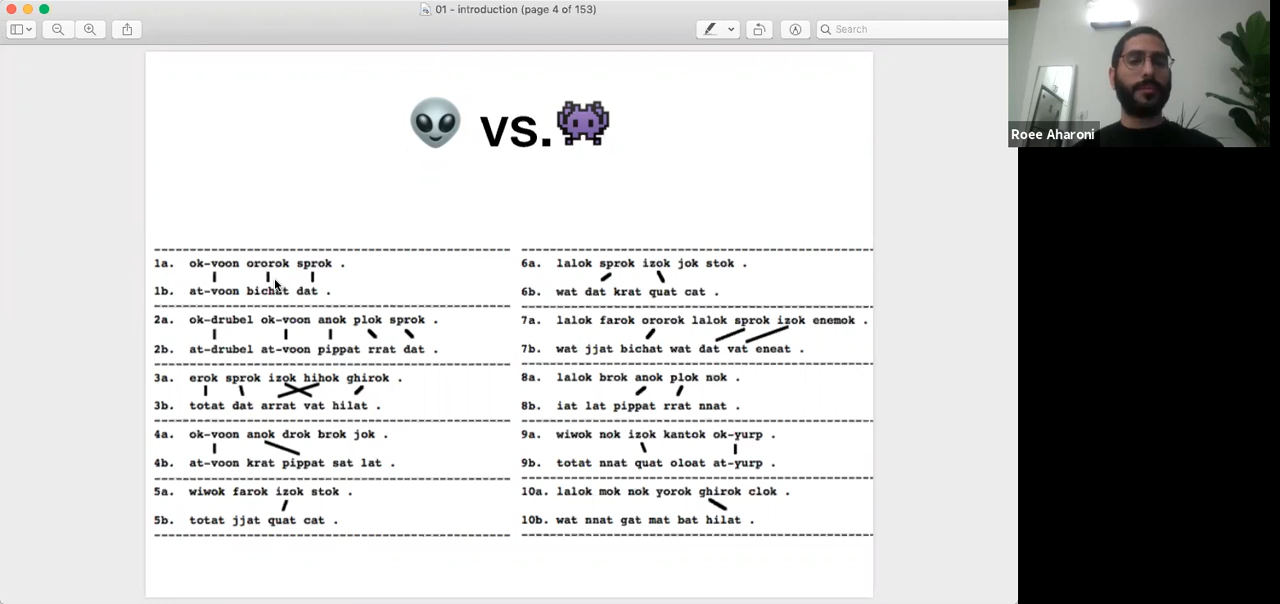 01 - introduction (page 4 of 153)
Search
Roee Aharoni
vs.
1a. ok-voon ororok sprok .
1b. at-voon bichat dat .
2a. ok-drubel ok-voon anok plok sprok .
2b. at-drubel at-voon pippat rrat dat .
3a. erok sprok izok hihok ghirok .
3b. totat dat arrat vat hilat .
4a. ok-voon anok drok brok jok .
4b. at-voon krat pippat sat lat .
5a. wiwok farok izok stok .
5b. totat jjat quat cat .
6a. lalok sprok izok jok stok .
6b. wat dat krat quat cat .
7a. lalok farok ororok lalok sprok izok enemok .
7b. wat jjat bichat wat dat vat eneat .
8a. lalok brok anok plok nok .
8b. iat lat pippat rrat nnat .
9a. wiwok nok izok kantok ok-yurp .
9b. totat nnat quat oloat at-yurp .
10a. lalok mok nok yorok ghirok clok .
10b. wat nnat gat mat bat hilat .